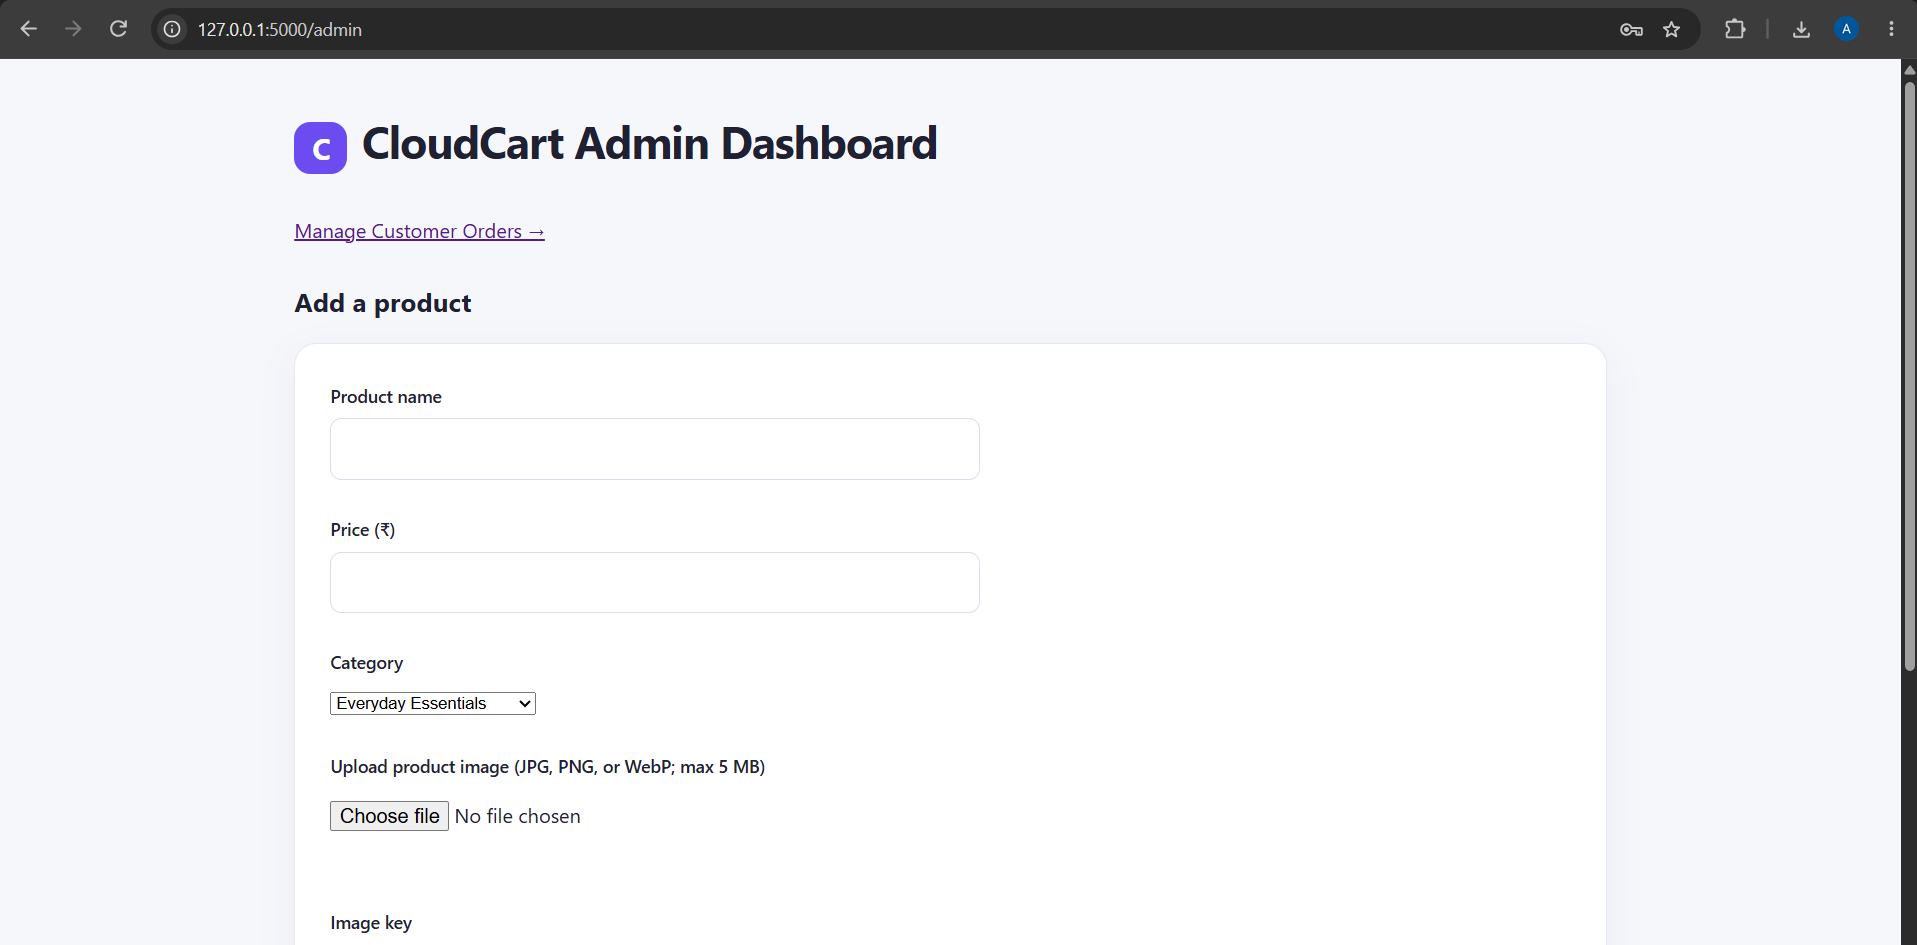 127.0.0.1:5000/admin
A
C CloudCart Admin Dashboard
Manage Customer Orders →
Add a product
Product name
Price (₹)
Category
Everyday Essentials
Upload product image (JPG, PNG, or WebP; max 5 MB)
Choose file No file chosen
Image key